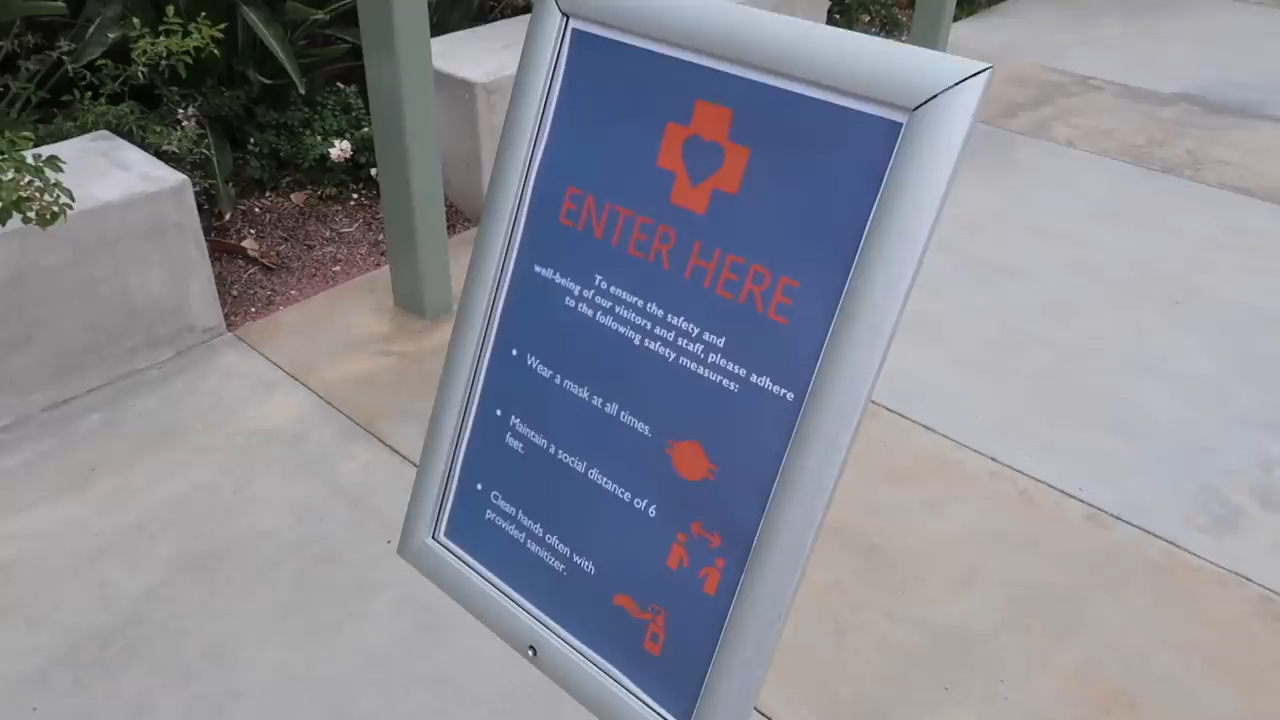 ENTER HERE
To ensure the safety and
well-being of our visitors and staff, please adhere
to the following safety measures:
• Wear a mask at all times.
• Maintain a social distance of 6
feet.
• Clean hands often with
provided sanitizer.